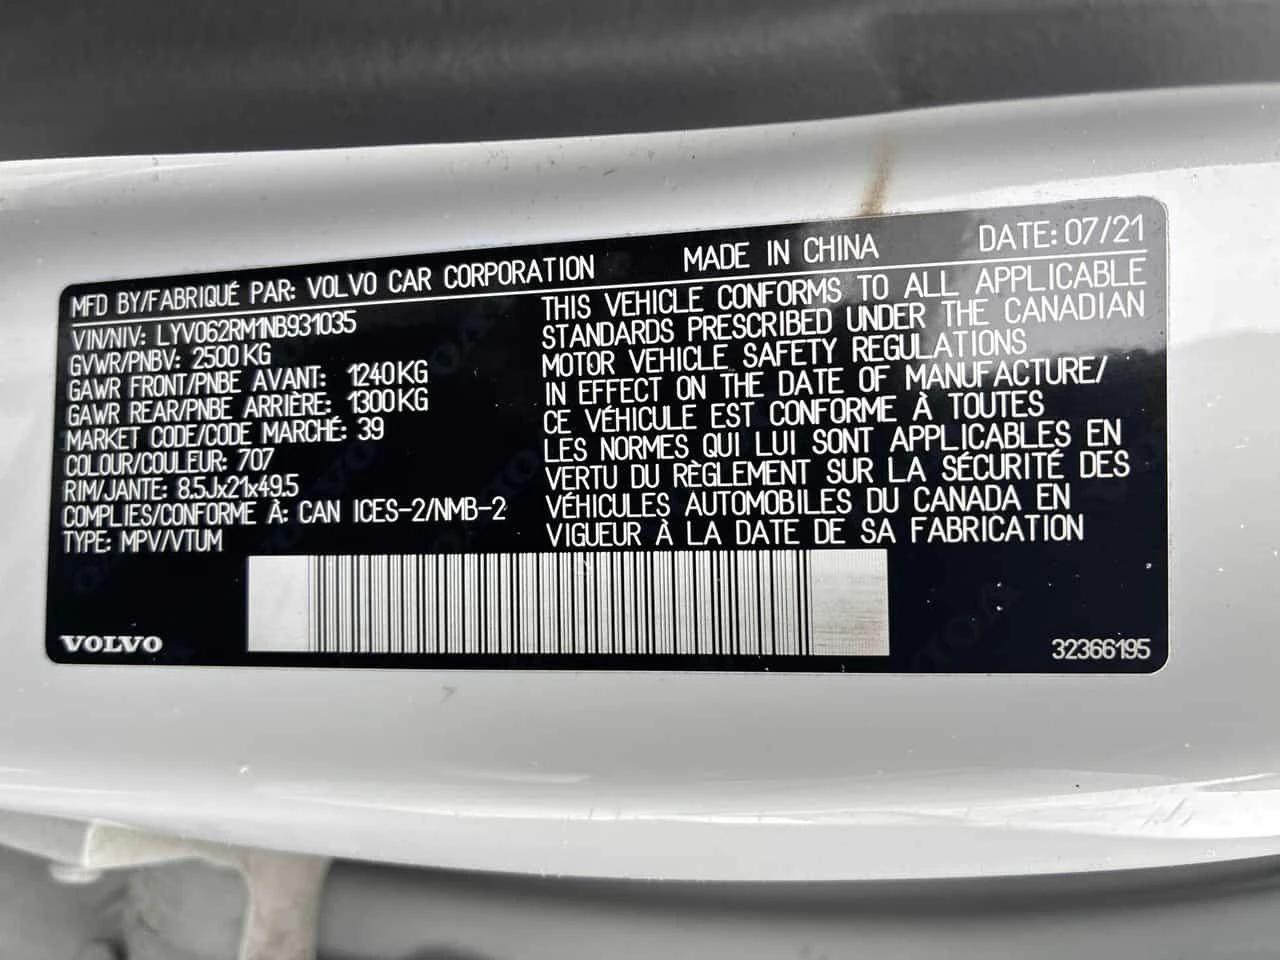 MFD BY/FABRIQUÉ PAR: VOLVO CAR CORPORATION MADE IN CHINA DATE: 07/21
VIN/NIV: LYV062RM1NB931035
GVWR/PNBV: 2500 KG
GAWR FRONT/PNBE AVANT: 1240 KG
GAWR REAR/PNBE ARRIÈRE: 1300 KG
MARKET CODE/CODE MARCHÉ: 39
COLOUR/COULEUR: 707
RIM/JANTE: 8.5Jx21x49.5
COMPLIES/CONFORME À: CAN ICES-2/NMB-2
TYPE: MPV/VTUM
THIS VEHICLE CONFORMS TO ALL APPLICABLE
STANDARDS PRESCRIBED UNDER THE CANADIAN
MOTOR VEHICLE SAFETY REGULATIONS
IN EFFECT ON THE DATE OF MANUFACTURE/
CE VÉHICULE EST CONFORME À TOUTES
LES NORMES QUI LUI SONT APPLICABLES EN
VERTU DU RÈGLEMENT SUR LA SÉCURITÉ DES
VÉHICULES AUTOMOBILES DU CANADA EN
VIGUEUR À LA DATE DE SA FABRICATION
VOLVO
32366195